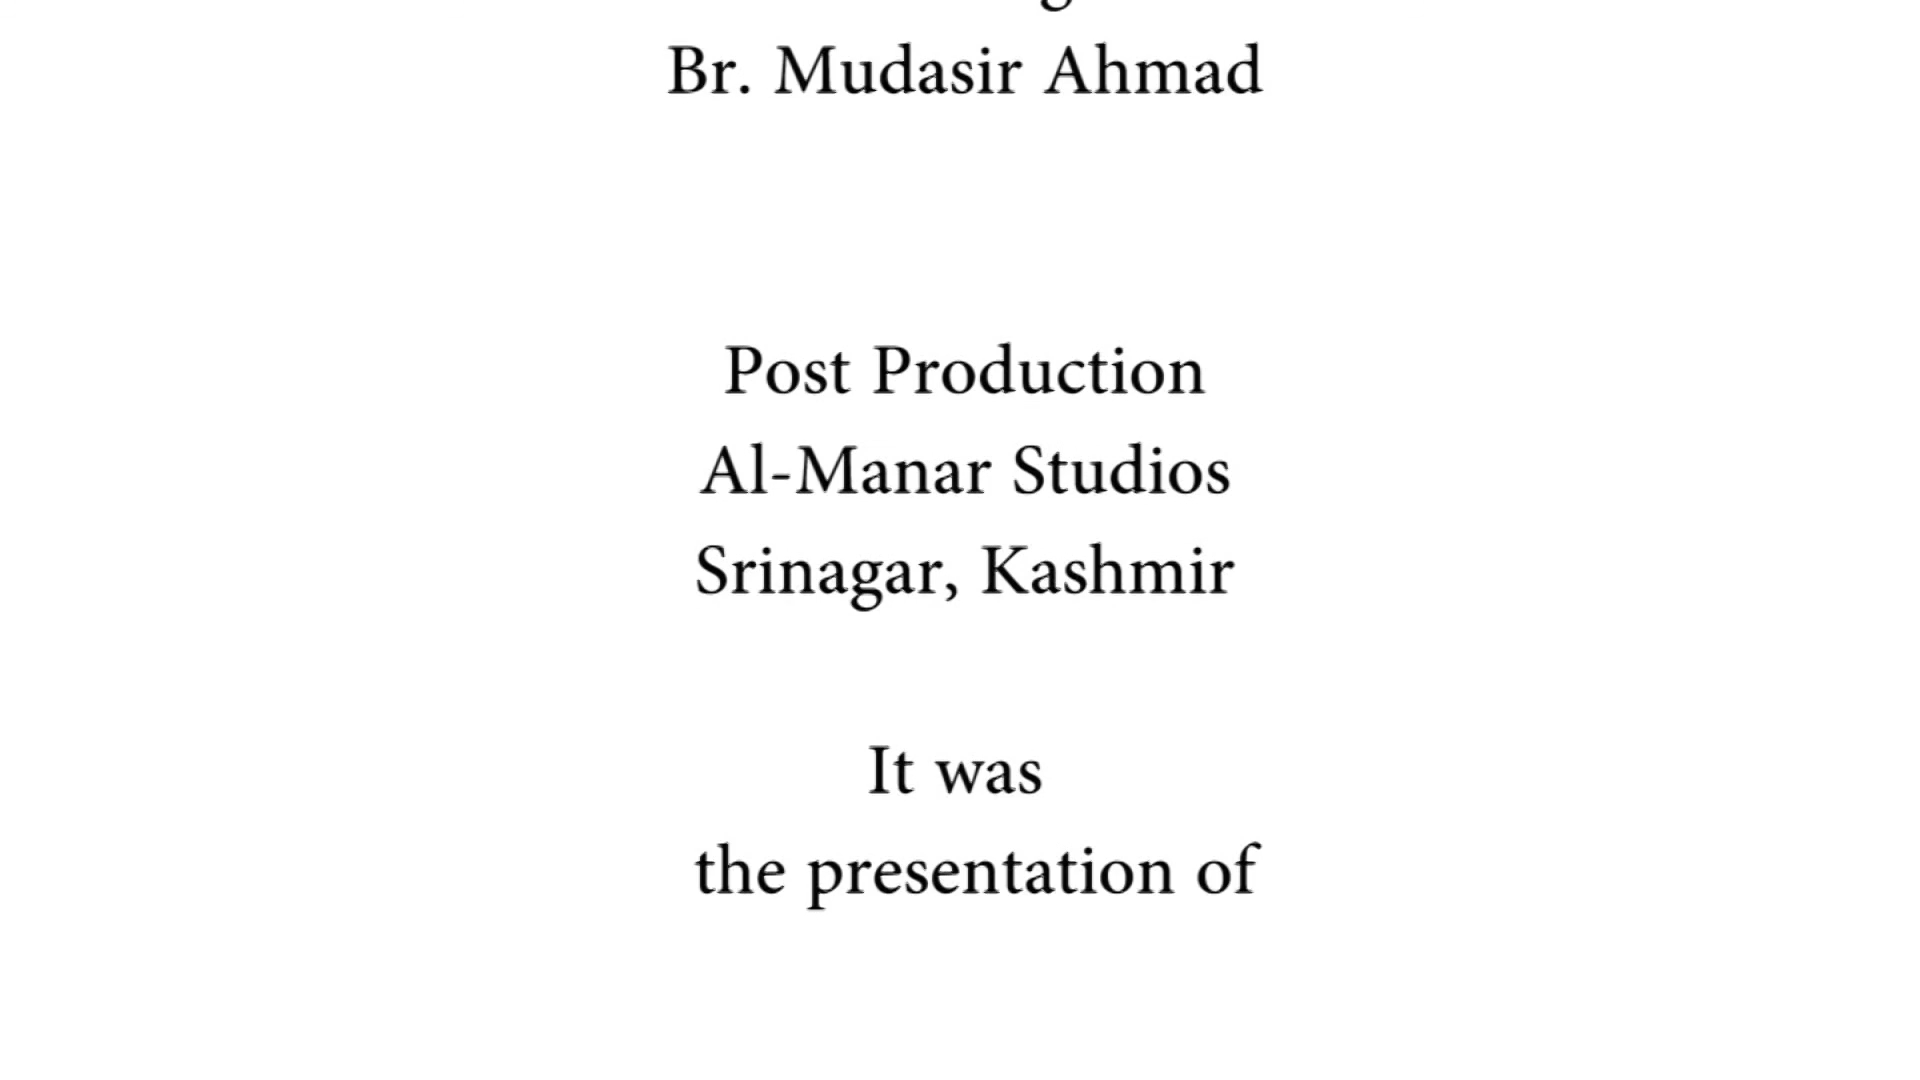 Br. Mudasir Ahmad
Post Production
Al-Manar Studios
Srinagar, Kashmir
It was
the presentation of